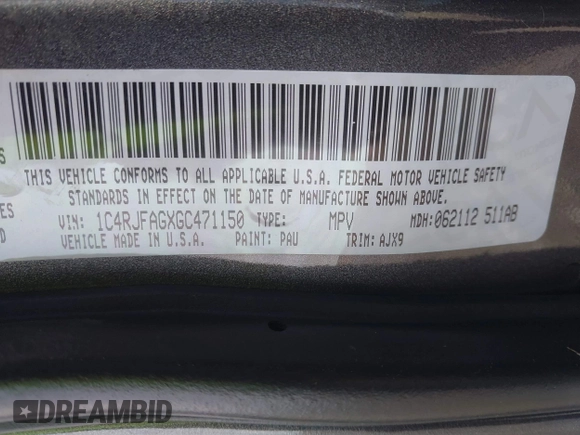 S
THIS VEHICLE CONFORMS TO ALL APPLICABLE U.S.A. FEDERAL MOTOR VEHICLE SAFETY
STANDARDS IN EFFECT ON THE DATE OF MANUFACTURE SHOWN ABOVE.
ES
VIN: 1C4RJFAGXGC471150 TYPE: MPV MDH: 062112 511AB
D
VEHICLE MADE IN U.S.A. PAINT: PAU TRIM: AJX9
DREAMBID